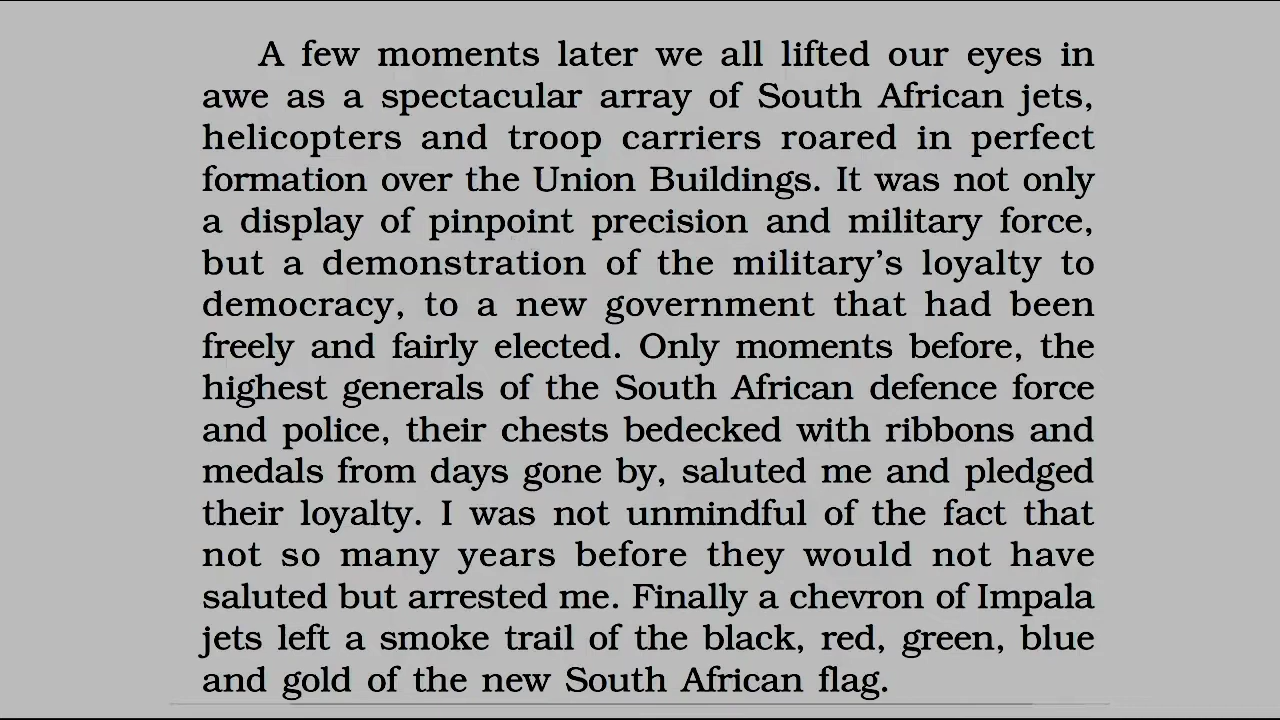 A few moments later we all lifted our eyes in
awe as a spectacular array of South African jets,
helicopters and troop carriers roared in perfect
formation over the Union Buildings. It was not only
a display of pinpoint precision and military force,
but a demonstration of the military’s loyalty to
democracy, to a new government that had been
freely and fairly elected. Only moments before, the
highest generals of the South African defence force
and police, their chests bedecked with ribbons and
medals from days gone by, saluted me and pledged
their loyalty. I was not unmindful of the fact that
not so many years before they would not have
saluted but arrested me. Finally a chevron of Impala
jets left a smoke trail of the black, red, green, blue
and gold of the new South African flag.